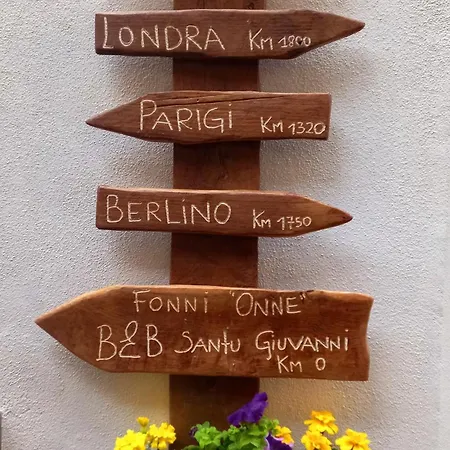 LONDRA KM 1800
PARIGI KM 1320
BERLINO KM 1750
FONNI "ONNE"
B&B SANTU GIUVANNI
KM 0